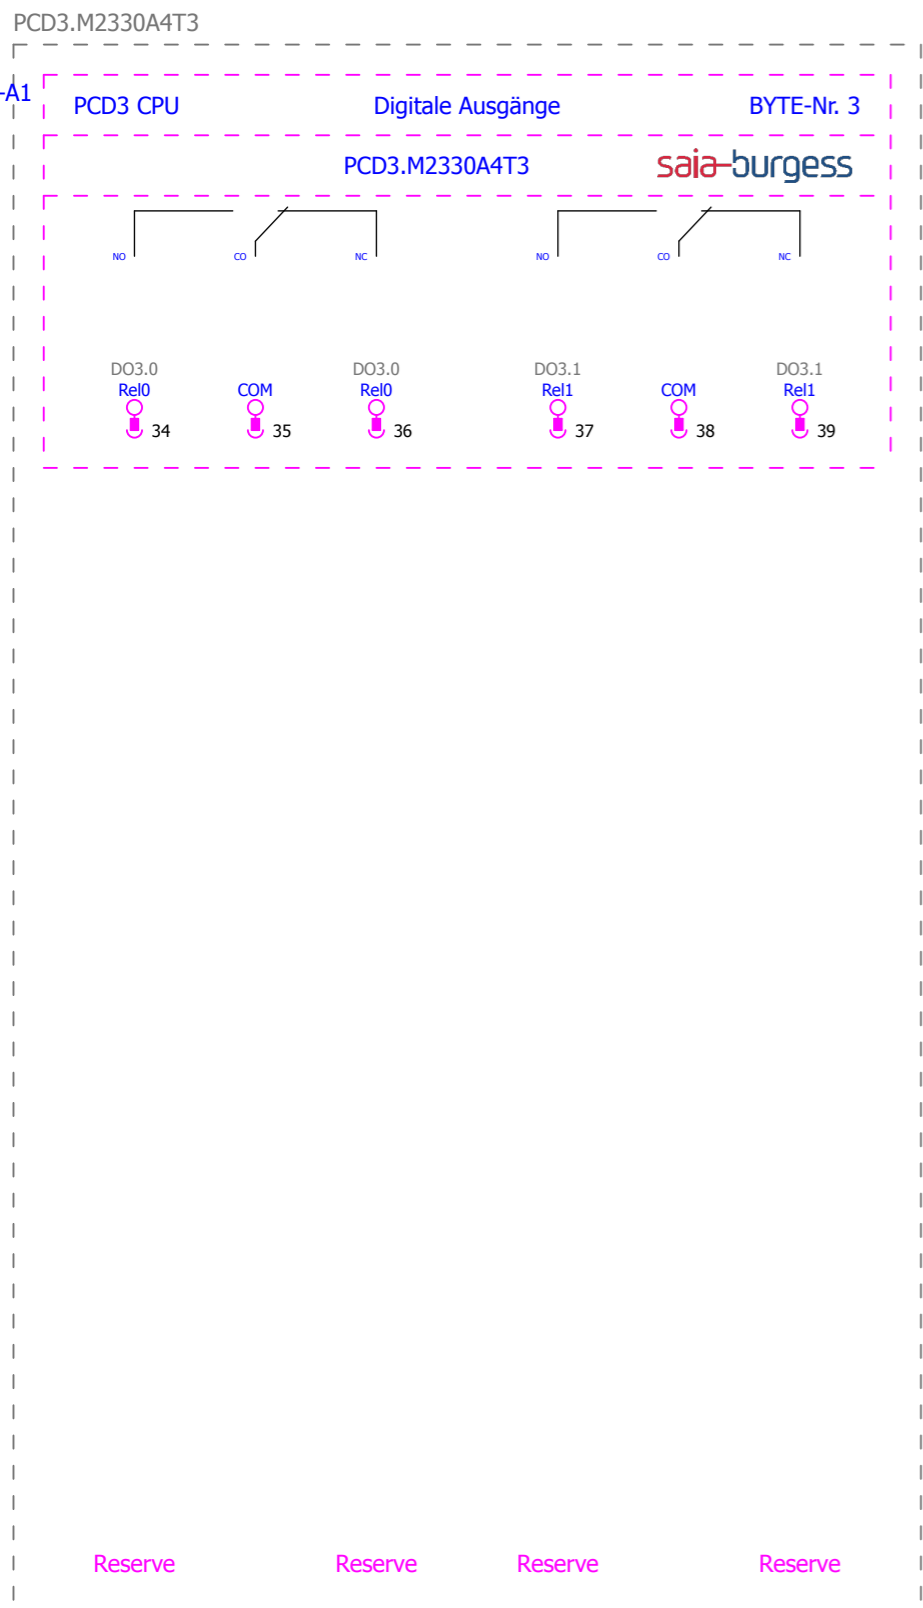 PCD3.M2330A4T3
-A1
PCD3 CPU Digitale Ausgänge BYTE-Nr. 3
PCD3.M2330A4T3 saia-burgess
NO CO NC NO CO NC
DO3.0 DO3.0 DO3.1 DO3.1
Rel0 COM Rel0 Rel1 COM Rel1
34 35 36 37 38 39
Reserve Reserve Reserve Reserve